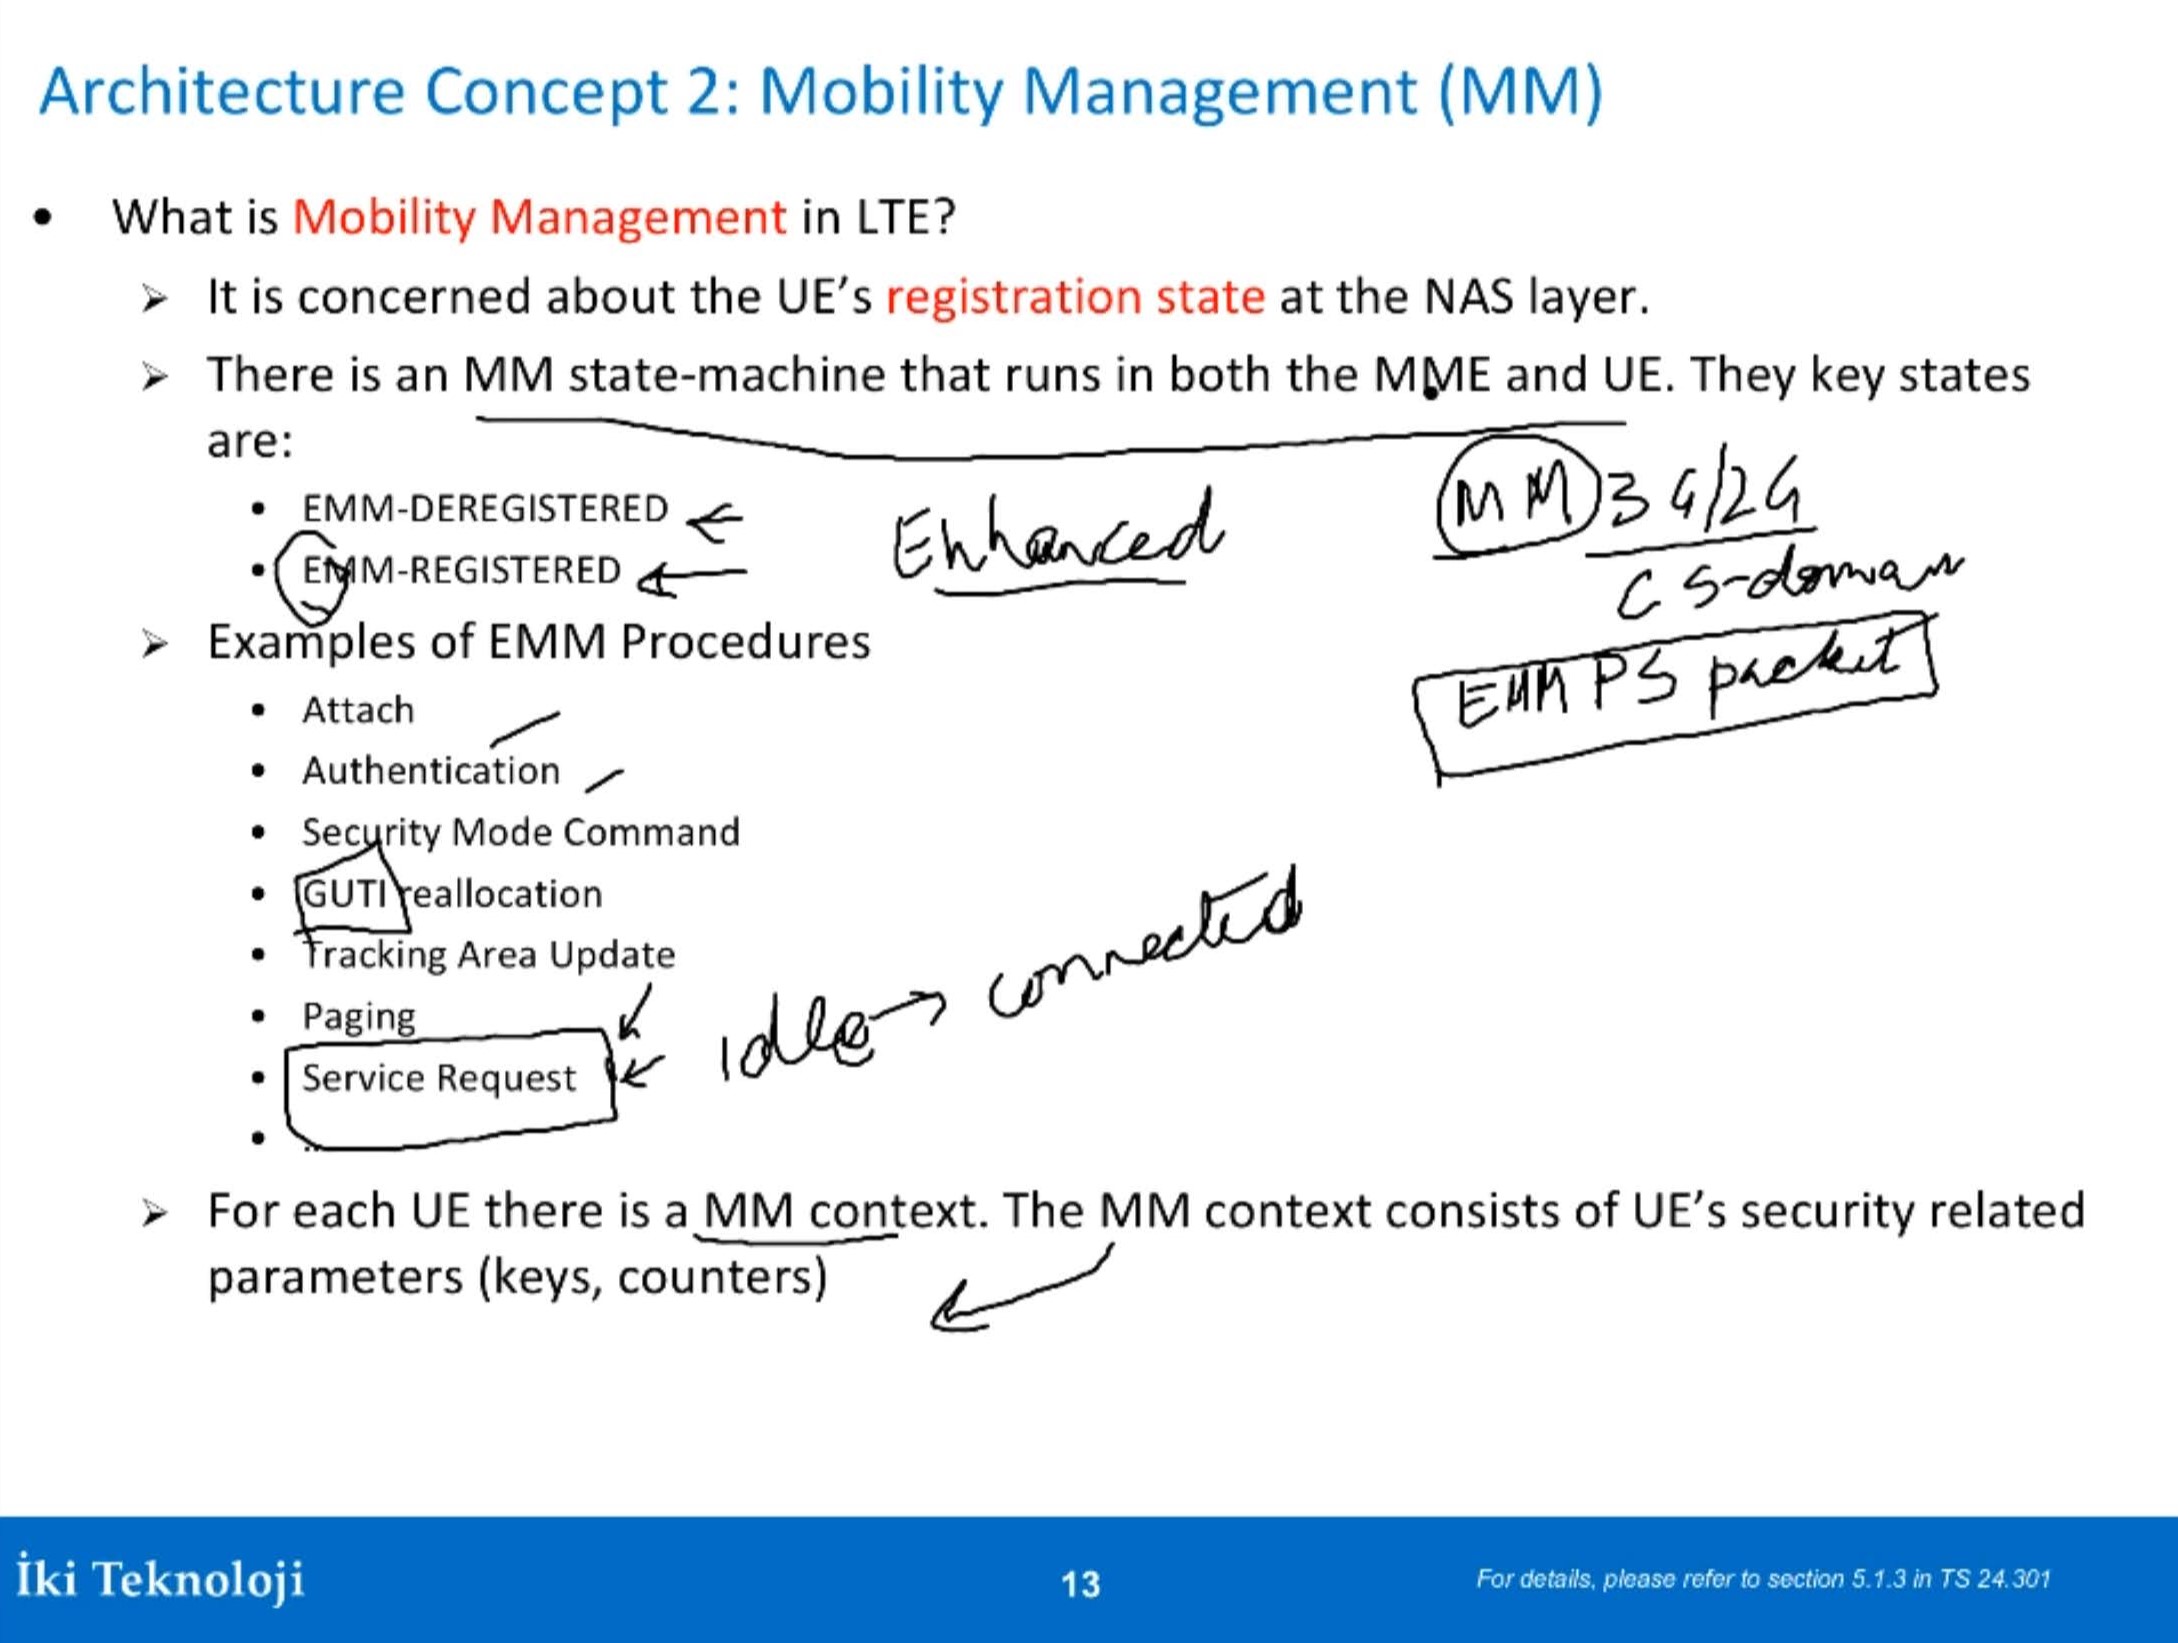 Architecture Concept 2: Mobility Management (MM)
• What is Mobility Management in LTE?
➢ It is concerned about the UE’s registration state at the NAS layer.
➢ There is an MM state-machine that runs in both the MME and UE. They key states
are:
• EMM-DEREGISTERED
• EMM-REGISTERED
Enhanced
MM 3G/2G
CS-domain
EMM PS packet
➢ Examples of EMM Procedures
• Attach
• Authentication
• Security Mode Command
• GUTI reallocation
• Tracking Area Update
• Paging
• Service Request
Idle → connected
• ...
➢ For each UE there is a MM context. The MM context consists of UE’s security related
parameters (keys, counters)
İki Teknoloji
13
For details, please refer to section 5.1.3 in TS 24.301